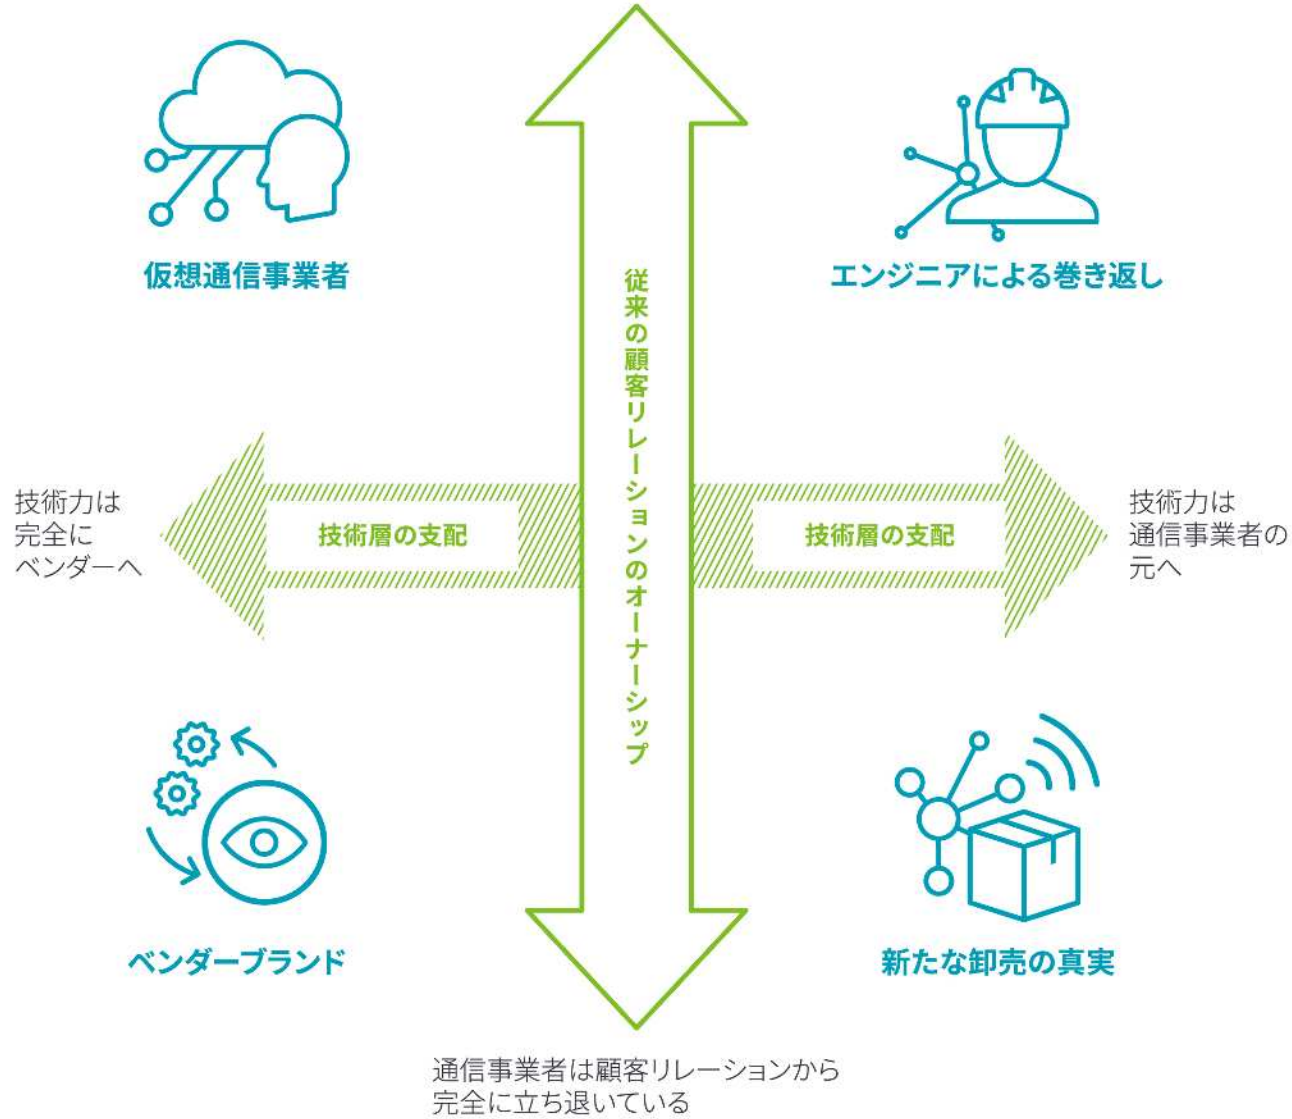 仮想通信事業者
エンジニアによる巻き返し
従来の顧客リレーションのオーナーシップ
技術力は
完全に
ベンダーへ
技術層の支配
技術層の支配
技術力は
通信事業者の
元へ
ベンダーブランド
新たな卸売の真実
通信事業者は顧客リレーションから
完全に立ち退いている